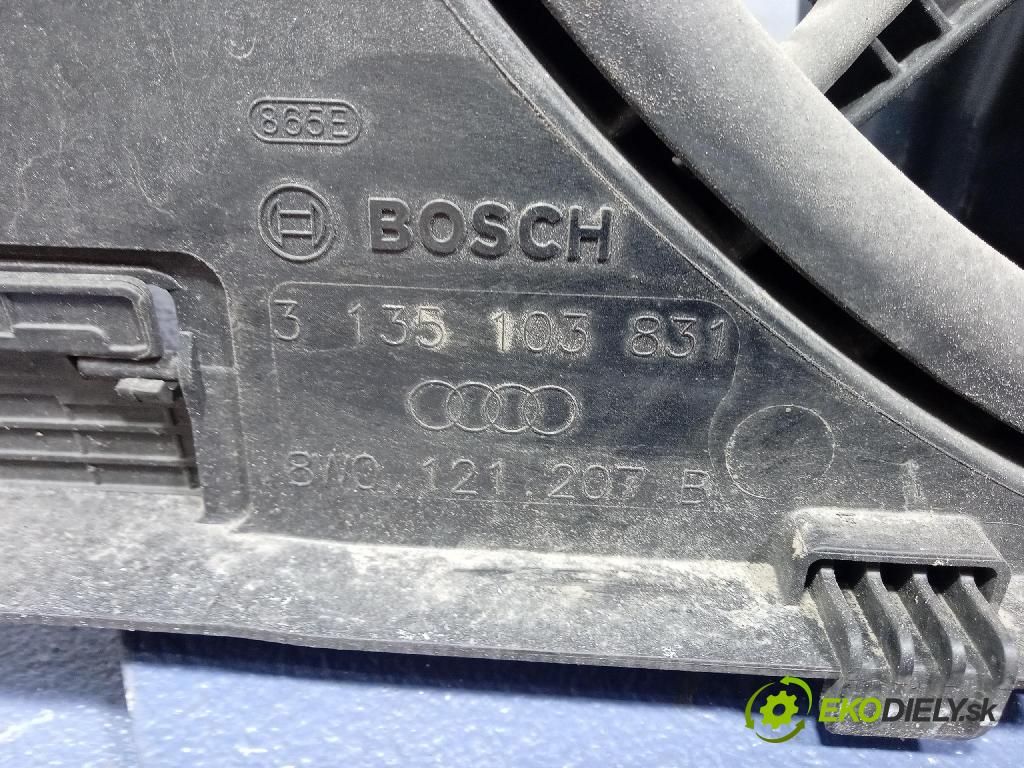 865E
BOSCH
3 135 103 831
8W0 121 207 B
EKODIELY.sk